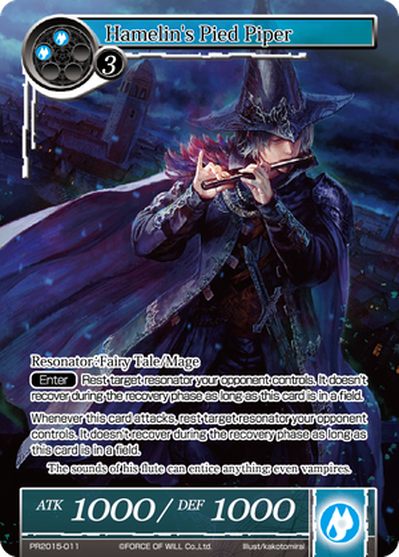 Hamelin's Pied Piper
3
Resonator:Fairy Tale/Mage
Enter Rest target resonator your opponent controls. It doesn't
recover during the recovery phase as long as this card is in a field.
Whenever this card attacks, rest target resonator your opponent
controls. It doesn't recover during the recovery phase as long as
this card is in a field.
The sounds of his flute can entice anything; even vampires.
ATK 1000 / DEF 1000
PR2015-011 ©FORCE OF WILL Co.,Ltd. Illust/kakotomirai